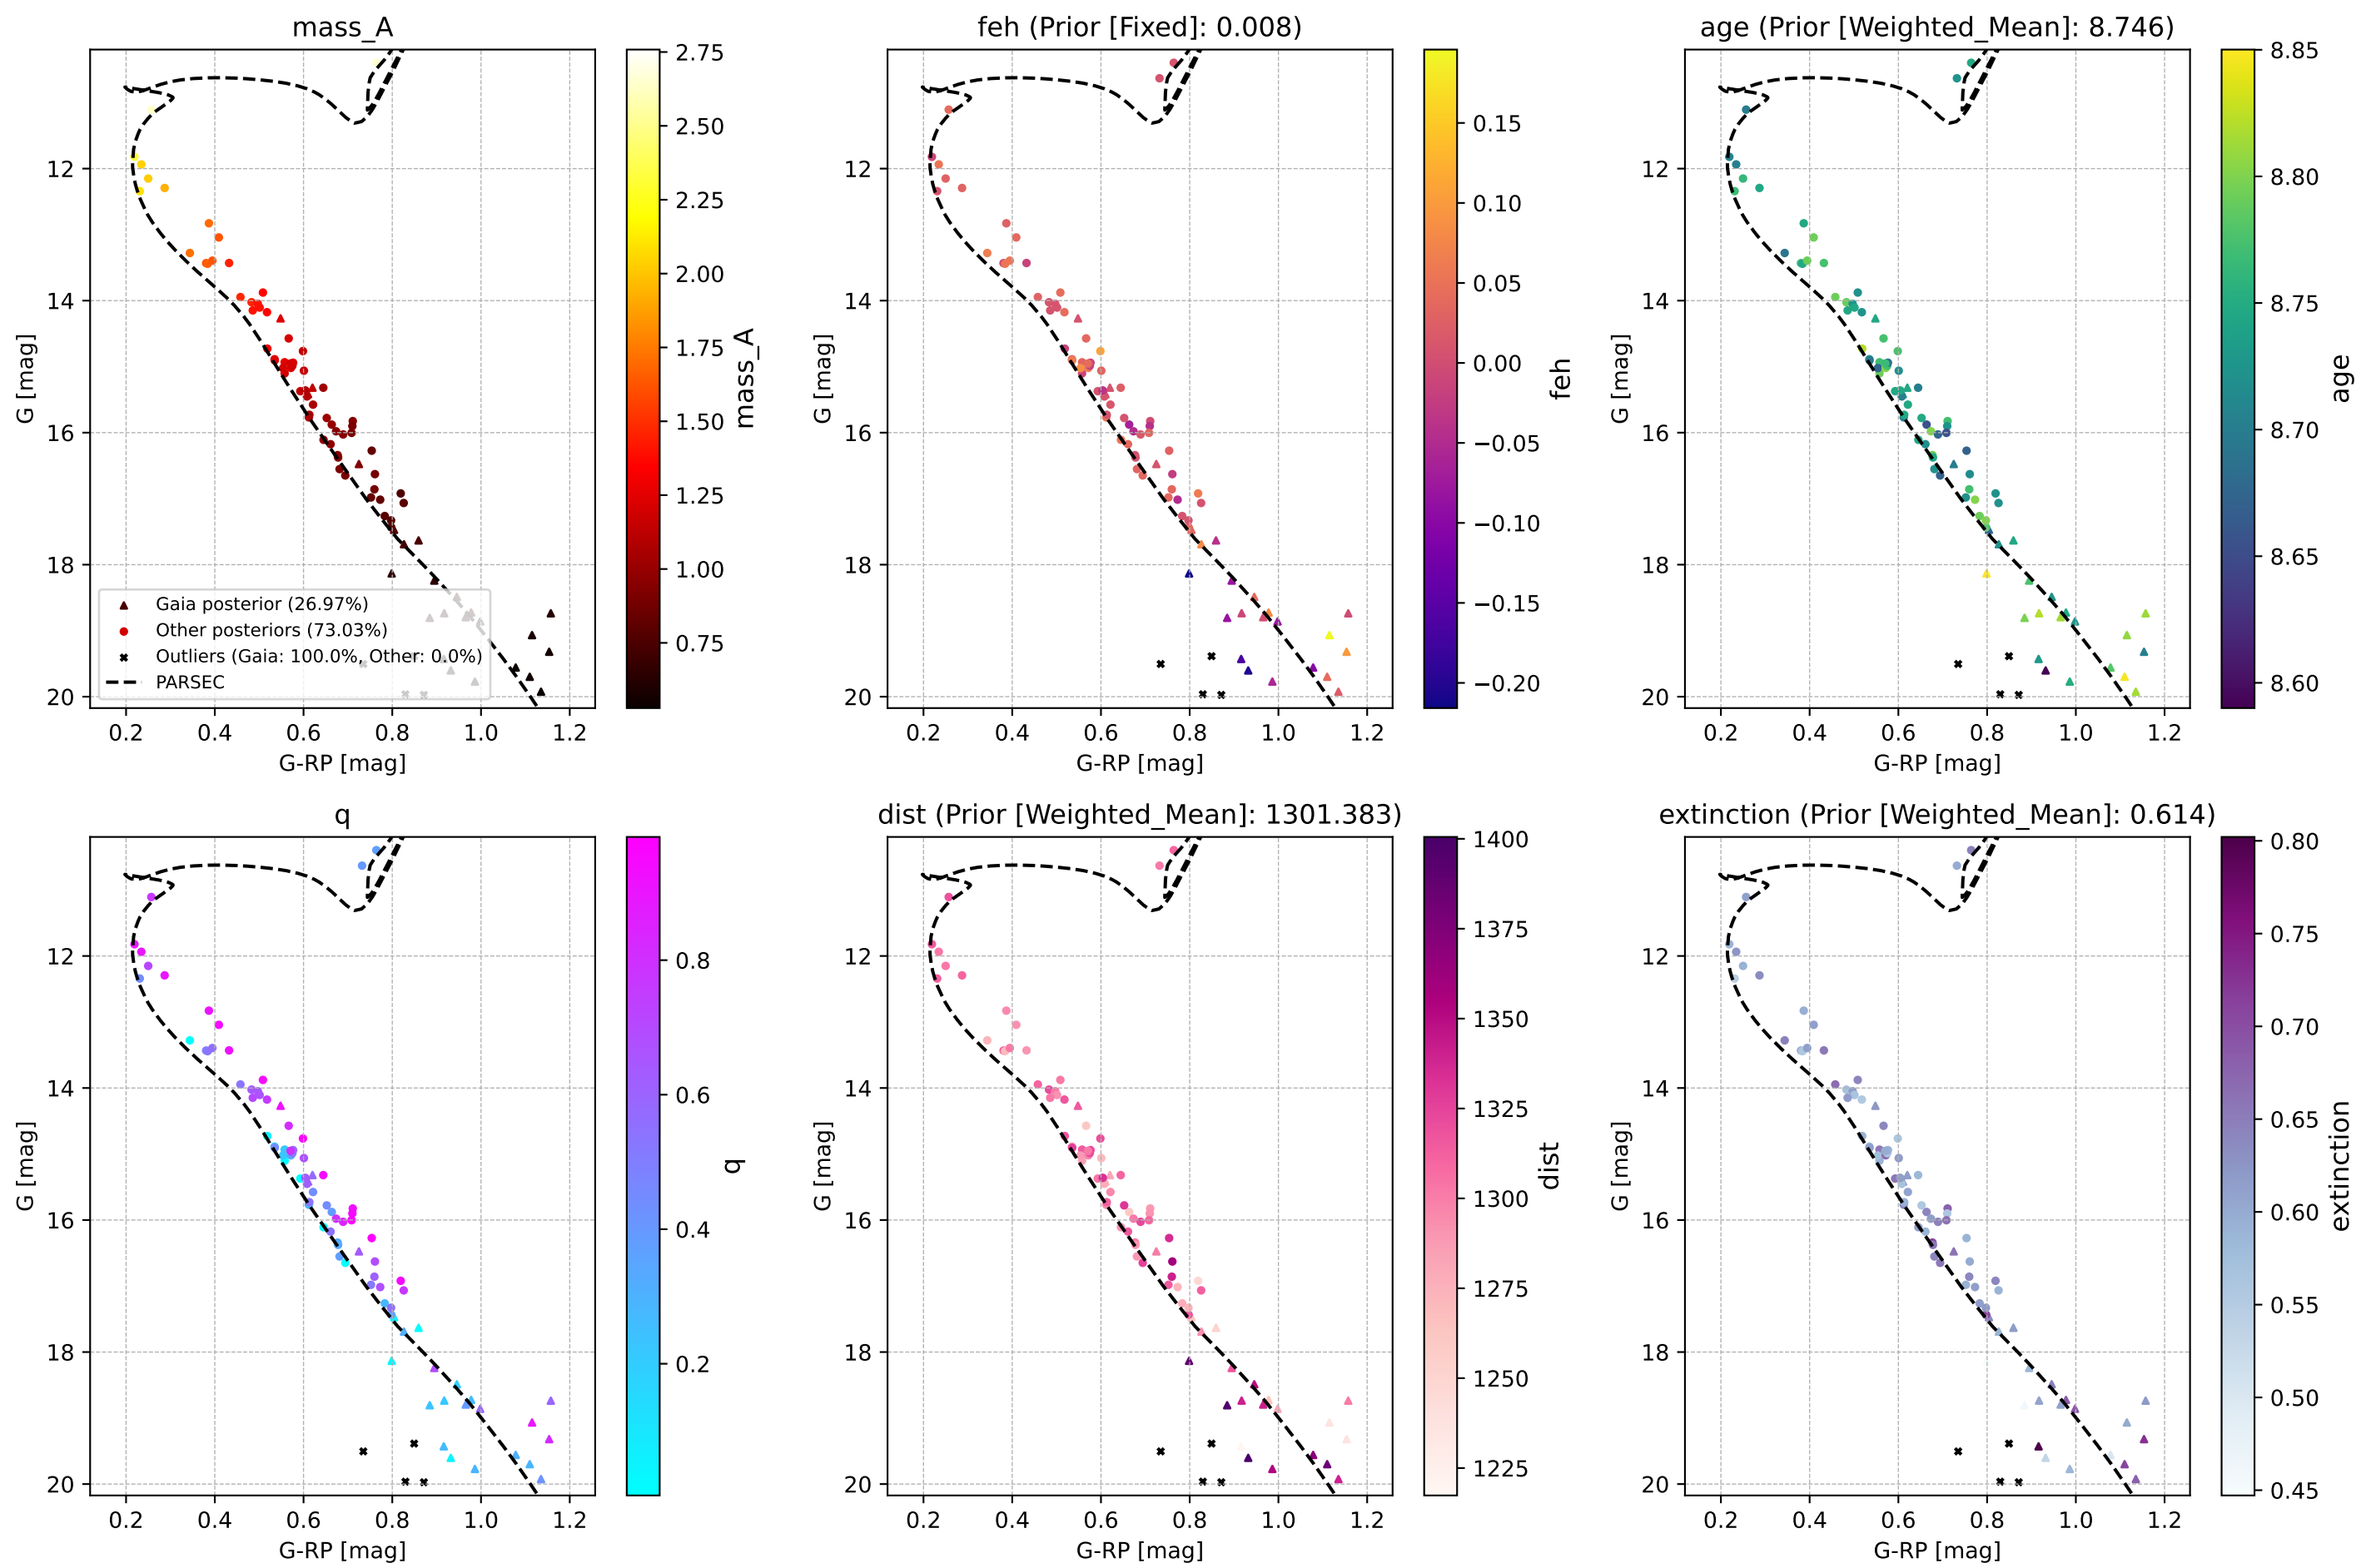 mass_A
12
14
16
18
20
G [mag]
0.2 0.4 0.6 0.8 1.0 1.2
G-RP [mag]
Gaia posterior (26.97%)
Other posteriors (73.03%)
Outliers (Gaia: 100.0%, Other: 0.0%)
PARSEC
2.75
2.50
2.25
2.00
1.75
1.50
1.25
1.00
0.75
mass_A
feh (Prior [Fixed]: 0.008)
12
14
16
18
20
G [mag]
0.2 0.4 0.6 0.8 1.0 1.2
G-RP [mag]
0.15
0.10
0.05
0.00
−0.05
−0.10
−0.15
−0.20
feh
age (Prior [Weighted_Mean]: 8.746)
12
14
16
18
20
G [mag]
0.2 0.4 0.6 0.8 1.0 1.2
G-RP [mag]
8.85
8.80
8.75
8.70
8.65
8.60
age
q
12
14
16
18
20
G [mag]
0.2 0.4 0.6 0.8 1.0 1.2
G-RP [mag]
0.8
0.6
0.4
0.2
q
dist (Prior [Weighted_Mean]: 1301.383)
12
14
16
18
20
G [mag]
0.2 0.4 0.6 0.8 1.0 1.2
G-RP [mag]
1400
1375
1350
1325
1300
1275
1250
1225
dist
extinction (Prior [Weighted_Mean]: 0.614)
12
14
16
18
20
G [mag]
0.2 0.4 0.6 0.8 1.0 1.2
G-RP [mag]
0.80
0.75
0.70
0.65
0.60
0.55
0.50
0.45
extinction